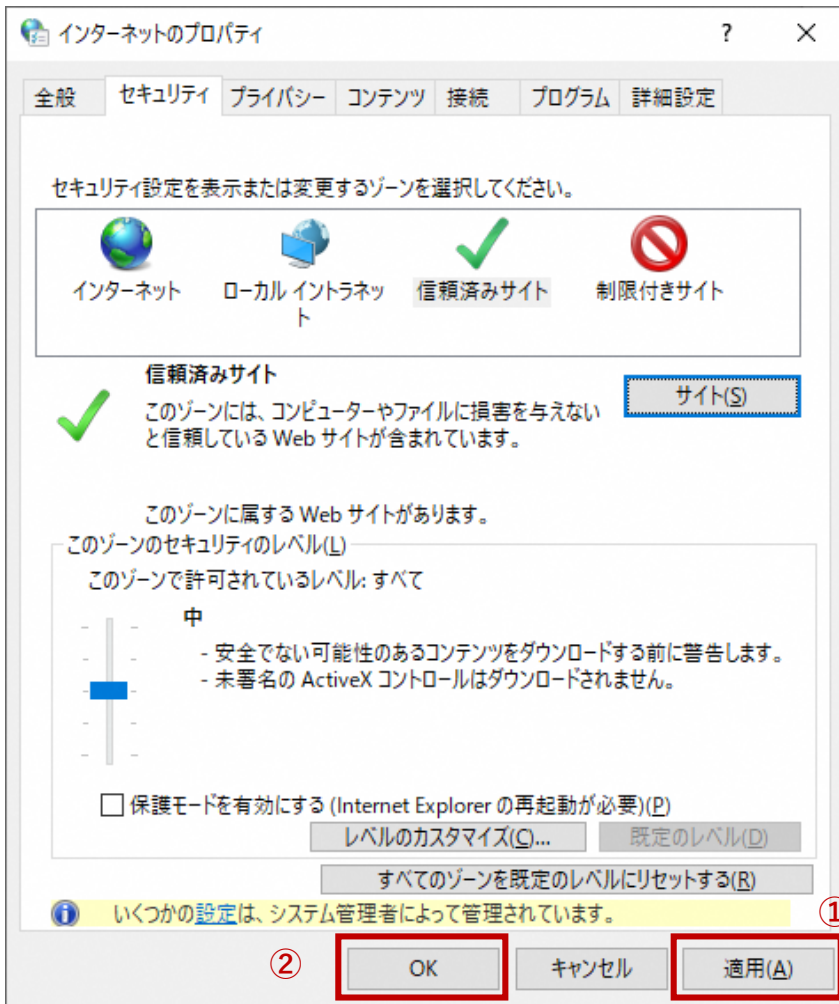 インターネットのプロパティ
?
全般 セキュリティ プライバシー コンテンツ 接続 プログラム 詳細設定
セキュリティ設定を表示または変更するゾーンを選択してください。
インターネット ローカル イントラネット 信頼済みサイト 制限付きサイト
信頼済みサイト
サイト(S)
このゾーンには、コンピューターやファイルに損害を与えない
と信頼している Web サイトが含まれています。
このゾーンに属する Web サイトがあります。
このゾーンのセキュリティのレベル(L)
このゾーンで許可されているレベル: すべて
中
- 安全でない可能性のあるコンテンツをダウンロードする前に警告します。
- 未署名の ActiveX コントロールはダウンロードされません。
保護モードを有効にする (Internet Explorer の再起動が必要)(P)
レベルのカスタマイズ(C)... 既定のレベル(D)
すべてのゾーンを既定のレベルにリセットする(R)
いくつかの設定は、システム管理者によって管理されています。
①
② OK キャンセル 適用(A)